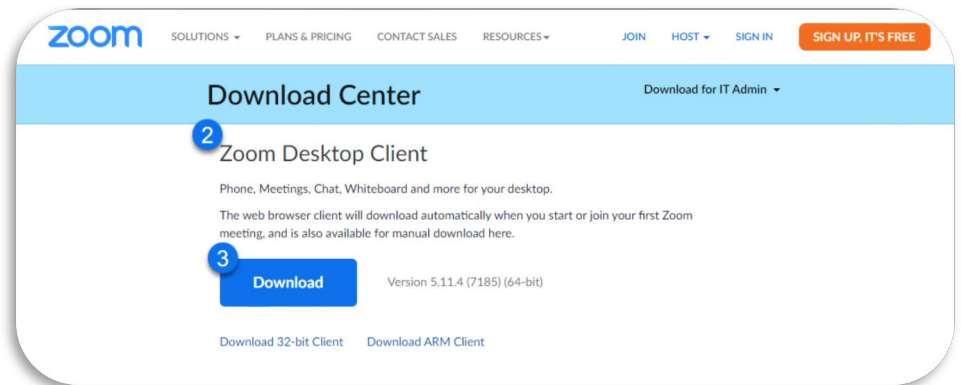 zoom SOLUTIONS PLANS & PRICING CONTACT SALES RESOURCES JOIN HOST SIGN IN SIGN UP, IT'S FREE
Download Center Download for IT Admin
2
Zoom Desktop Client
Phone, Meetings, Chat, Whiteboard and more for your desktop.
The web browser client will download automatically when you start or join your first Zoom
meeting, and is also available for manual download here.
3
Download Version 5.11.4 (7185) (64-bit)
Download 32-bit Client Download ARM Client